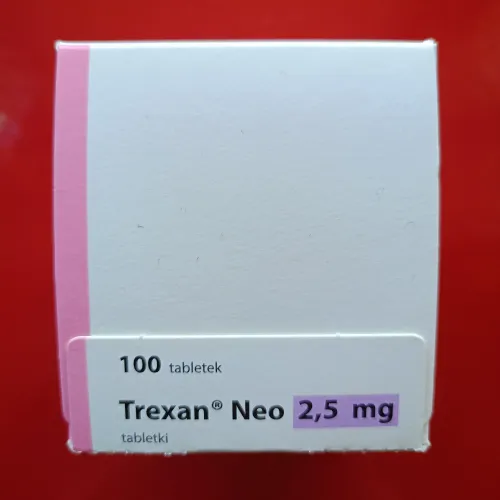 100 tabletek
Trexan® Neo 2,5 mg
tabletki